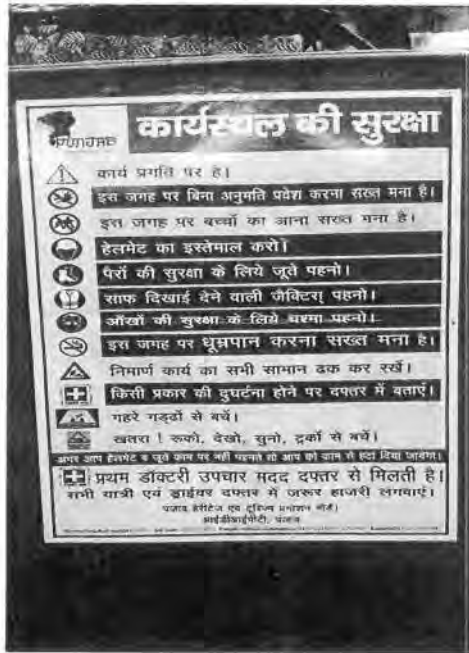 PUNJAB
कार्यस्थल की सुरक्षा
कार्य प्रगति पर है।
इस जगह पर बिना अनुमति प्रवेश करना सख्त मना है।
इस जगह पर बच्चों का आना सख्त मना है।
हेलमेट का इस्तेमाल करो।
पैरों की सुरक्षा के लिये जूते पहनो।
साफ दिखाई देने वाली जैकिटस् पहनो।
आँखों की सुरक्षा के लिये चश्मा पहनो।
इस जगह पर धूम्रपान करना सख्त मना है।
निमार्ण कार्य का सभी सामान ढक कर रखें।
किसी प्रकार की दुघटना होने पर दफ्तर में बताएं।
गहरे गड्ढों से बचें।
खतरा ! रुको, देखो, सुनो, ट्रकों से बचें।
अगर आप हेलमेट व जूते काम पर नहीं पहनते तो आप को काम से हटा दिया जायेगा।
प्रथम डॉक्टरी उपचार मदद दफ्तर से मिलती है।
सभी यात्री एवं ड्राईवर दफ्तर में जरूर हाजरी लगवाएं।
पंजाब हेरीटेज एवं टूरिज्म प्रमोशन बोर्ड।
आईडीआईपीटी, पंजाब